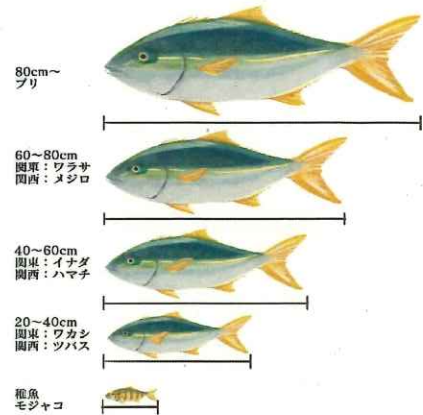 80cm～
ブリ
60～80cm
関東：ワラサ
関西：メジロ
40～60cm
関東：イナダ
関西：ハマチ
20～40cm
関東：ワカシ
関西：ツバス
稚魚
モジャコ